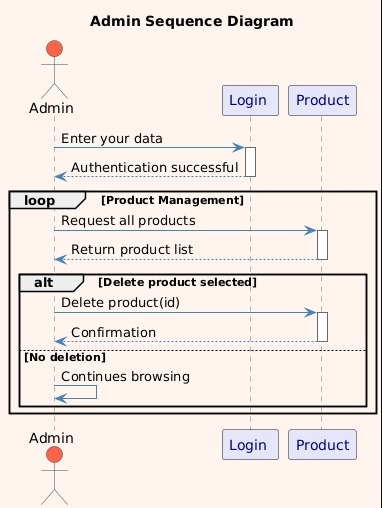 Admin Sequence Diagram
Admin
Login
Product
Enter your data
Authentication successful
loop
[Product Management]
Request all products
Return product list
alt
[Delete product selected]
Delete product(id)
Confirmation
[No deletion]
Continues browsing
Admin
Login
Product